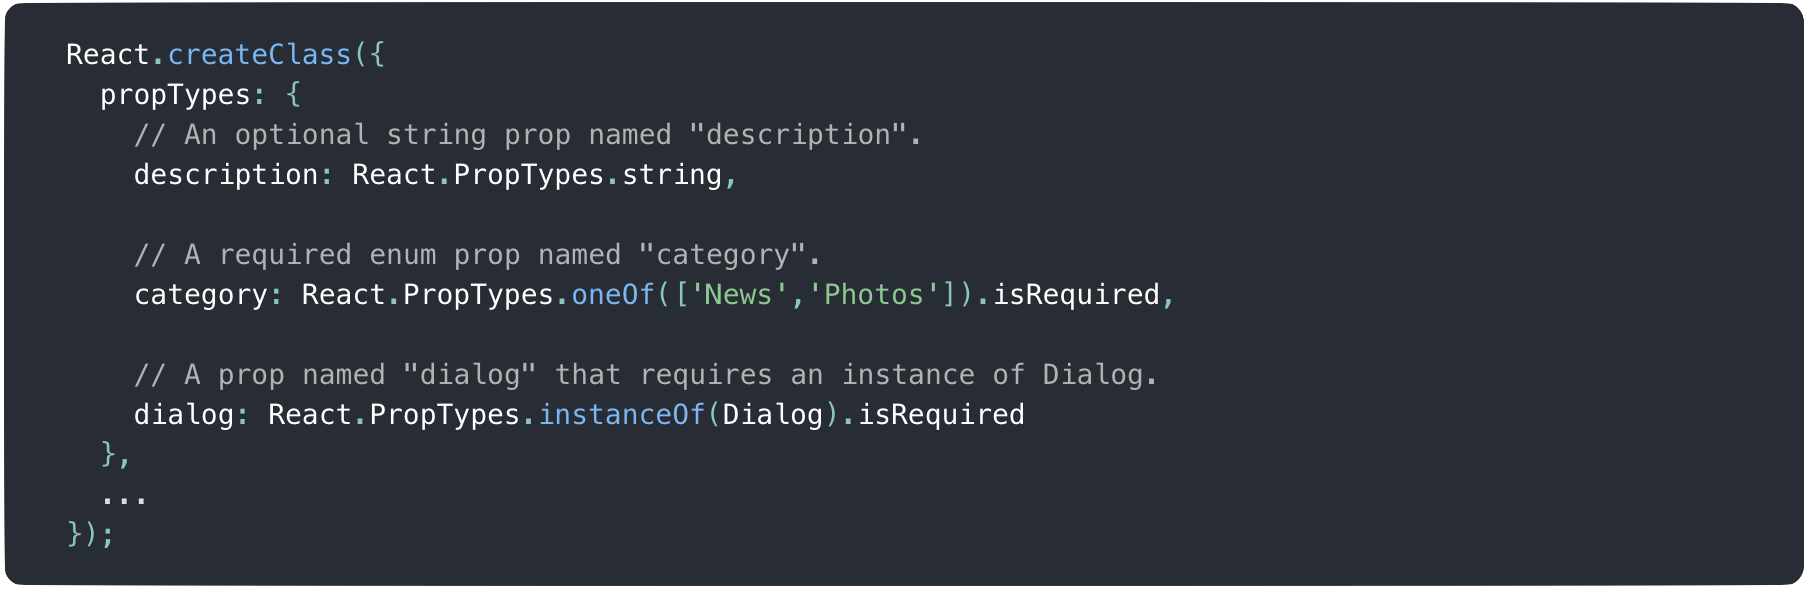 React.createClass({
  propTypes: {
    // An optional string prop named "description".
    description: React.PropTypes.string,

    // A required enum prop named "category".
    category: React.PropTypes.oneOf(['News','Photos']).isRequired,

    // A prop named "dialog" that requires an instance of Dialog.
    dialog: React.PropTypes.instanceOf(Dialog).isRequired
  },
  ...
});